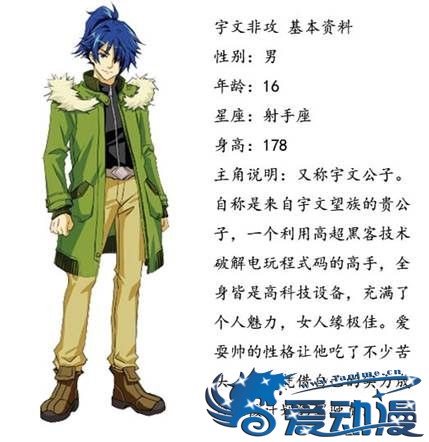 宇文非攻 基本资料
性别：男
年龄：16
星座：射手座
身高：178
主角说明：又称宇文公子。
自称是来自宇文望族的贵公
子，一个利用高超黑客技术
破解电玩程式码的高手，全
身皆是高科技设备，充满了
个人魅力，女人缘极佳。爱
耍帅的性格让他吃了不少苦
头
爱动漫